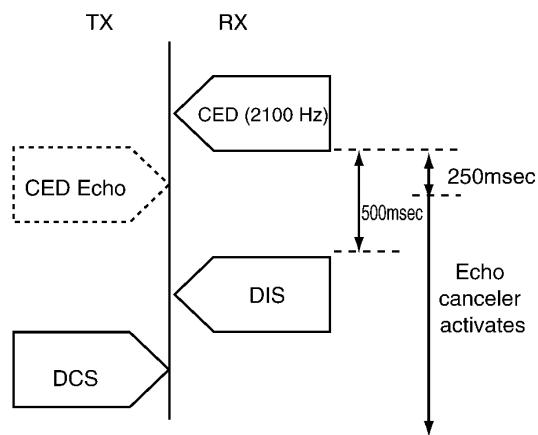 TX
RX
CED (2100 Hz)
CED Echo
250msec
500msec
DIS
Echo
canceler
activates
DCS